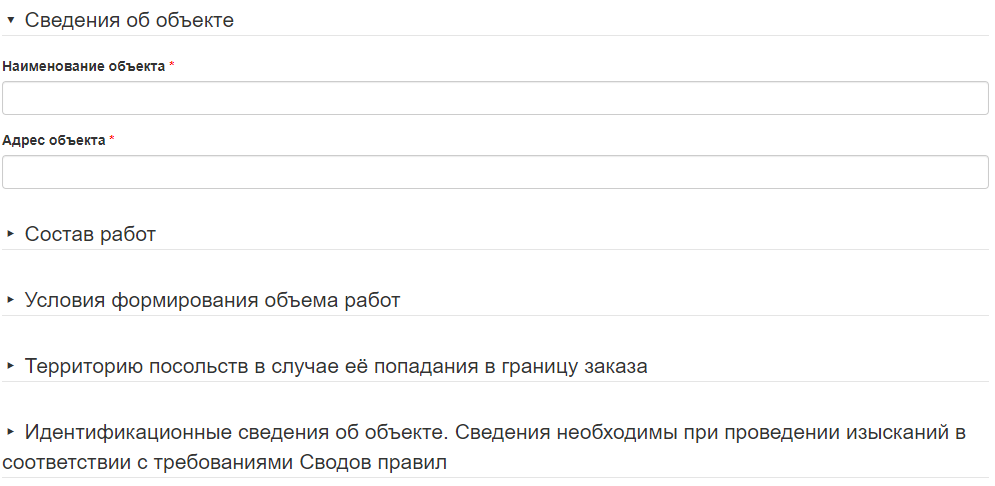 Сведения об объекте
Наименование объекта *
Адрес объекта *
Состав работ
Условия формирования объема работ
Территорию посольств в случае её попадания в границу заказа
Идентификационные сведения об объекте. Сведения необходимы при проведении изысканий в
соответствии с требованиями Сводов правил